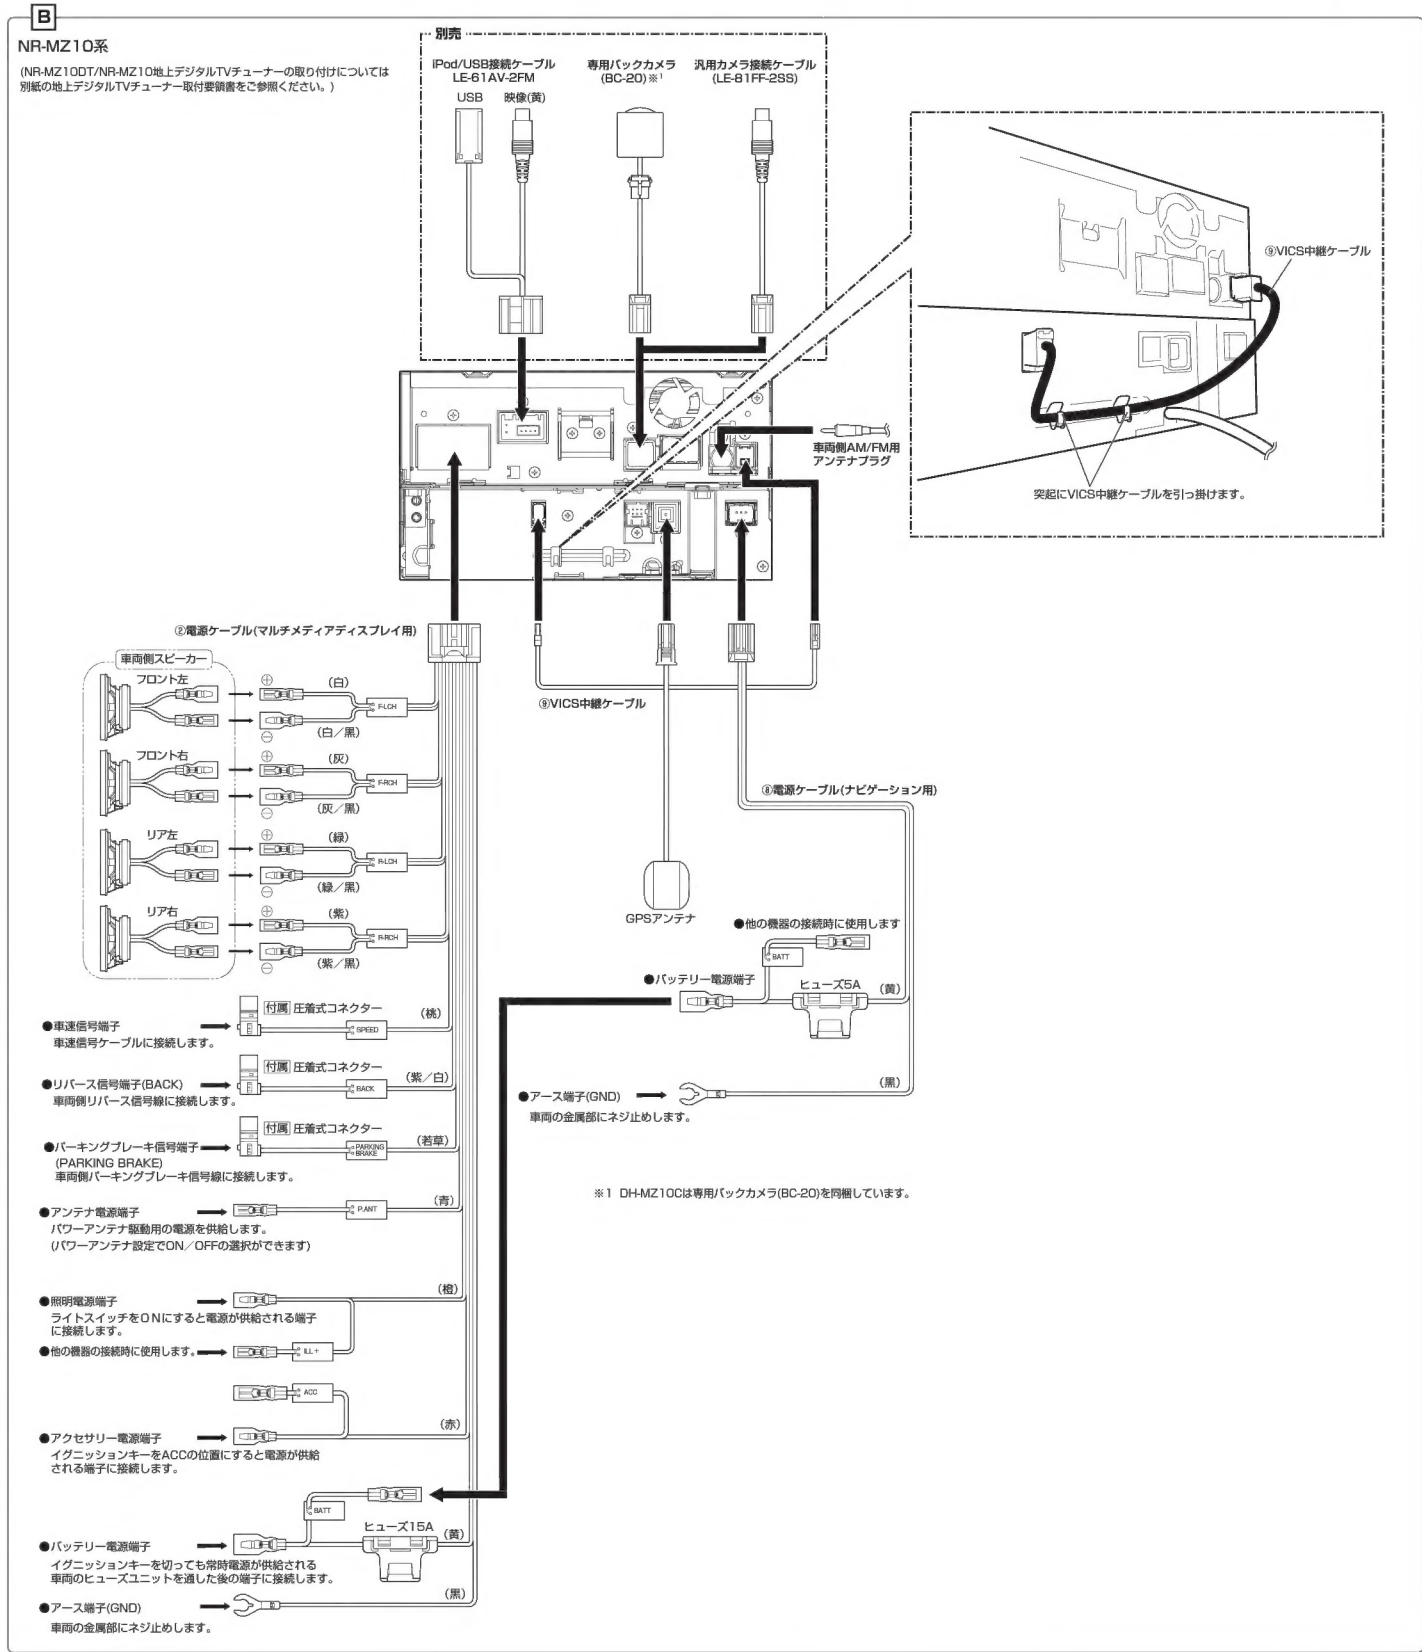 B
NR-MZ10系
(NR-MZ10DT/NR-MZ10地上デジタルTVチューナーの取り付けについては
別紙の地上デジタルTVチューナー取付要領書をご参照ください。)
別売
iPod/USB接続ケーブル
LE-61AV-2FM
USB
映像(黄)
専用バックカメラ
(BC-20)※1
汎用カメラ接続ケーブル
(LE-81FF-2SS)
⑨VICS中継ケーブル
突起にVICS中継ケーブルを引っ掛けます。
車両側AM/FM用
アンテナプラグ
②電源ケーブル(マルチメディアディスプレイ用)
車両側スピーカー
フロント左
⊕
(白)
F-LCH
(白/黒)
⊖
フロント右
⊕
(灰)
F-RCH
(灰/黒)
⊖
リア左
⊕
(緑)
R-LCH
(緑/黒)
⊖
リア右
⊕
(紫)
R-RCH
(紫/黒)
⊖
⑨VICS中継ケーブル
⑧電源ケーブル(ナビゲーション用)
GPSアンテナ
●他の機器の接続時に使用します
BATT
●バッテリー電源端子
ヒューズ5A
(黄)
●アース端子(GND)
車両の金属部にネジ止めします。
(黒)
※1 DH-MZ10Cは専用バックカメラ(BC-20)を同梱しています。
付属 圧着式コネクター
(桃)
SPEED
●車速信号端子
車速信号ケーブルに接続します。
付属 圧着式コネクター
(紫/白)
BACK
●リバース信号端子(BACK)
車両側リバース信号線に接続します。
付属 圧着式コネクター
(若草)
PARKING
BRAKE
●パーキングブレーキ信号端子
(PARKING BRAKE)
車両側パーキングブレーキ信号線に接続します。
(青)
P.ANT
●アンテナ電源端子
パワーアンテナ駆動用の電源を供給します。
(パワーアンテナ設定でON/OFFの選択ができます)
(橙)
●照明電源端子
ライトスイッチをONにすると電源が供給される端子
に接続します。
●他の機器の接続時に使用します。
ILL+
ACC
(赤)
●アクセサリー電源端子
イグニッションキーをACCの位置にすると電源が供給
される端子に接続します。
BATT
ヒューズ15A
(黄)
●バッテリー電源端子
イグニッションキーを切っても常時電源が供給される
車両のヒューズユニットを通した後の端子に接続します。
(黒)
●アース端子(GND)
車両の金属部にネジ止めします。